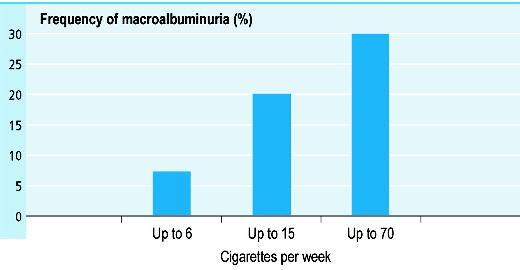 Frequency of macroalbuminuria (%)
30
25
20
15
10
5
0
Up to 6
Up to 15
Up to 70
Cigarettes per week